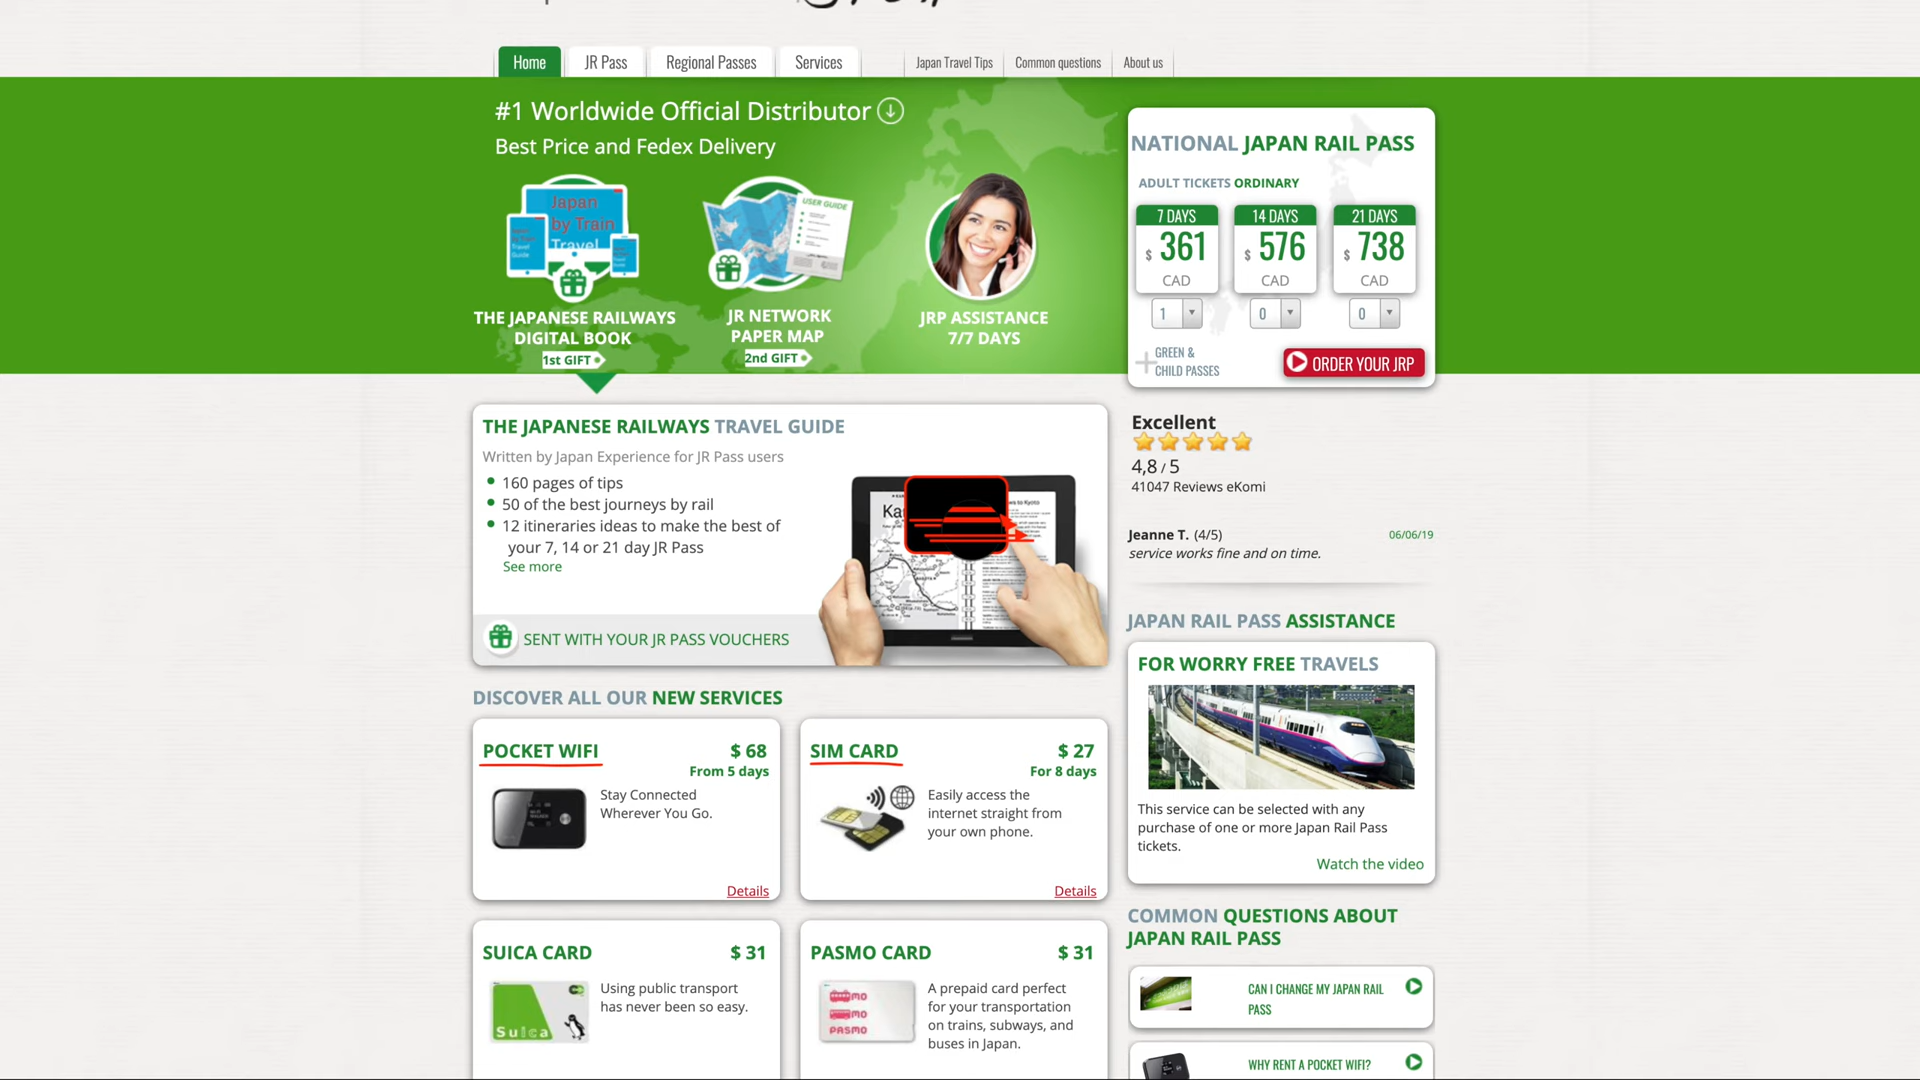 Home
JR Pass
Regional Passes
Services
Japan Travel Tips
Common questions
About us
#1 Worldwide Official Distributor
Best Price and Fedex Delivery
Japan
by Train
Travel
USER GUIDE
THE JAPANESE RAILWAYS
DIGITAL BOOK
1st GIFT
JR NETWORK
PAPER MAP
2nd GIFT
JRP ASSISTANCE
7/7 DAYS
NATIONAL JAPAN RAIL PASS
ADULT TICKETS ORDINARY
7 DAYS
$ 361
CAD
1
14 DAYS
$ 576
CAD
0
21 DAYS
$ 738
CAD
0
GREEN &
CHILD PASSES
ORDER YOUR JRP
THE JAPANESE RAILWAYS TRAVEL GUIDE
Written by Japan Experience for JR Pass users
160 pages of tips
50 of the best journeys by rail
12 itineraries ideas to make the best of
your 7, 14 or 21 day JR Pass
See more
SENT WITH YOUR JR PASS VOUCHERS
Excellent
4,8 / 5
41047 Reviews eKomi
Jeanne T. (4/5)
06/06/19
service works fine and on time.
JAPAN RAIL PASS ASSISTANCE
FOR WORRY FREE TRAVELS
This service can be selected with any
purchase of one or more Japan Rail Pass
tickets.
Watch the video
DISCOVER ALL OUR NEW SERVICES
POCKET WIFI
$ 68
From 5 days
Stay Connected
Wherever You Go.
Details
SIM CARD
$ 27
For 8 days
Easily access the
internet straight from
your own phone.
Details
SUICA CARD
$ 31
Using public transport
has never been so easy.
Suica
PASMO CARD
$ 31
A prepaid card perfect
for your transportation
on trains, subways, and
buses in Japan.
PASMO
COMMON QUESTIONS ABOUT
JAPAN RAIL PASS
CAN I CHANGE MY JAPAN RAIL
PASS
WHY RENT A POCKET WIFI?